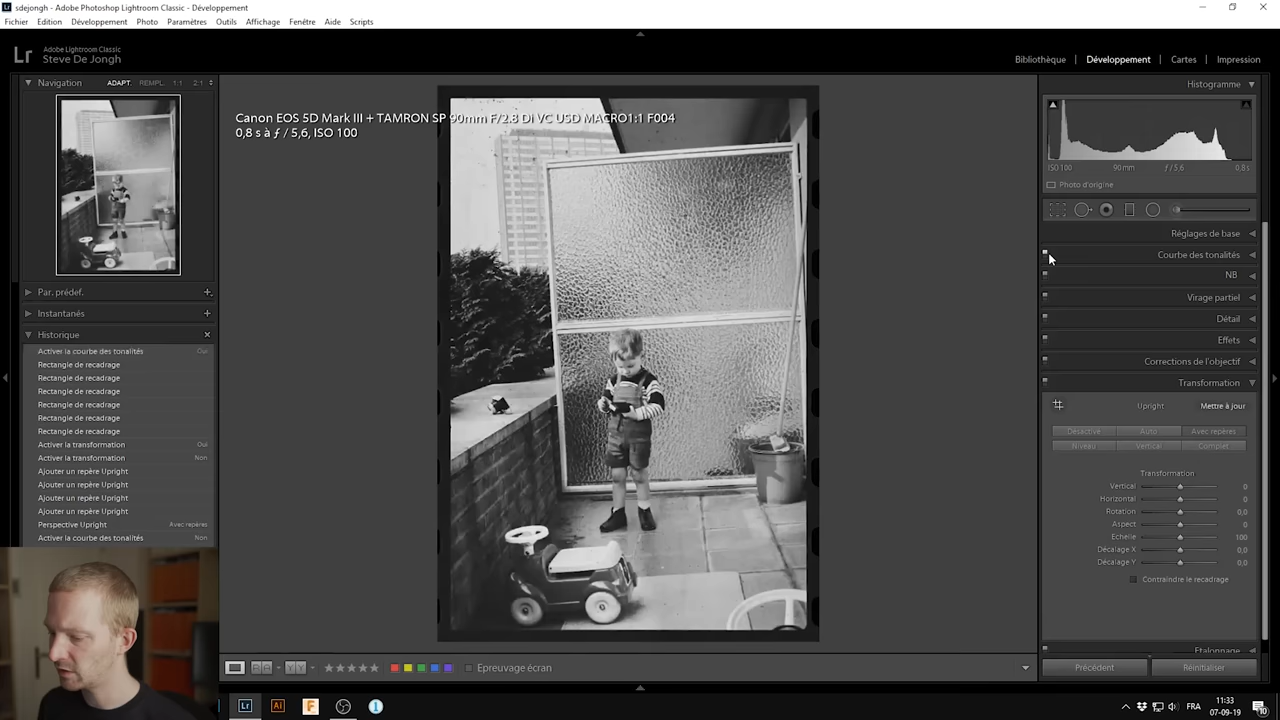 sdejongh - Adobe Photoshop Lightroom Classic - Développement
Fichier Edition Développement Photo Paramètres Outils Affichage Fenêtre Aide Scripts
Lr Adobe Lightroom Classic
Steve De Jongh
Bibliothèque | Développement | Cartes | Impression
Navigation ADAPT. REMPL. 1:1 2:1
Histogramme
Canon EOS 5D Mark III + TAMRON SP 90mm F/2.8 Di VC USD MACRO1:1 F004
0,8 s à ƒ / 5,6, ISO 100
ISO 100 90 mm ƒ / 5,6 0,8 s
Photo d'origine
Réglages de base
Courbe des tonalités
NB
Virage partiel
Détail
Effets
Corrections de l'objectif
Transformation
Upright Mettre à jour
Désactivé Auto Avec repères
Niveau Vertical Complet
Transformation
Vertical 0
Horizontal 0
Rotation 0,0
Aspect 0
Echelle 100
Décalage X 0,0
Décalage Y 0,0
Contraindre le recadrage
Etalonnage
Précédent Réinitialiser
Par. prédéf.
Instantanés
Historique
Activer la courbe des tonalités Oui
Rectangle de recadrage
Rectangle de recadrage
Rectangle de recadrage
Rectangle de recadrage
Rectangle de recadrage
Rectangle de recadrage
Activer la transformation Oui
Activer la transformation Non
Ajouter un repère Upright
Ajouter un repère Upright
Ajouter un repère Upright
Ajouter un repère Upright
Perspective Upright Avec repères
Activer la courbe des tonalités Non
Epreuvage écran
Lr Ai F
FRA 11:33
07-09-19 10